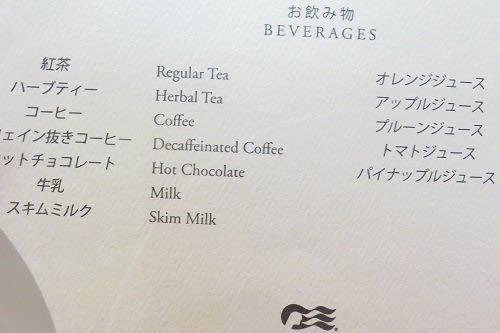 お飲み物
BEVERAGES
紅茶
ハーブティー
コーヒー
ェイン抜きコーヒー
ットチョコレート
牛乳
スキムミルク
Regular Tea
Herbal Tea
Coffee
Decaffeinated Coffee
Hot Chocolate
Milk
Skim Milk
オレンジジュース
アップルジュース
プルーンジュース
トマトジュース
パイナップルジュース